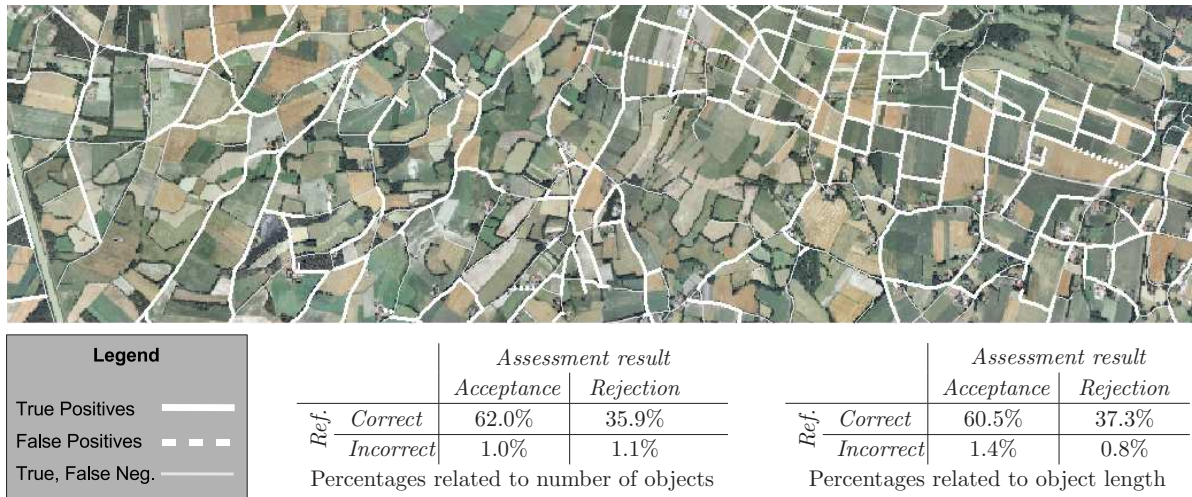 Legend
True Positives
False Positives
True, False Neg.
Assessment result
Acceptance Rejection
Ref. Correct 62.0% 35.9%
Incorrect 1.0% 1.1%
Percentages related to number of objects
Assessment result
Acceptance Rejection
Ref. Correct 60.5% 37.3%
Incorrect 1.4% 0.8%
Percentages related to object length